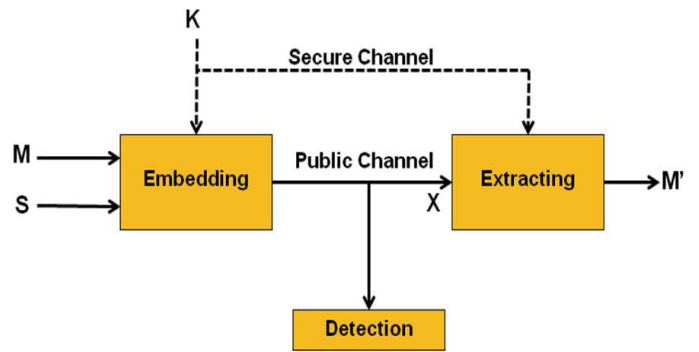 K
Secure Channel
M
S
Embedding
Public Channel
X
Extracting
M'
Detection